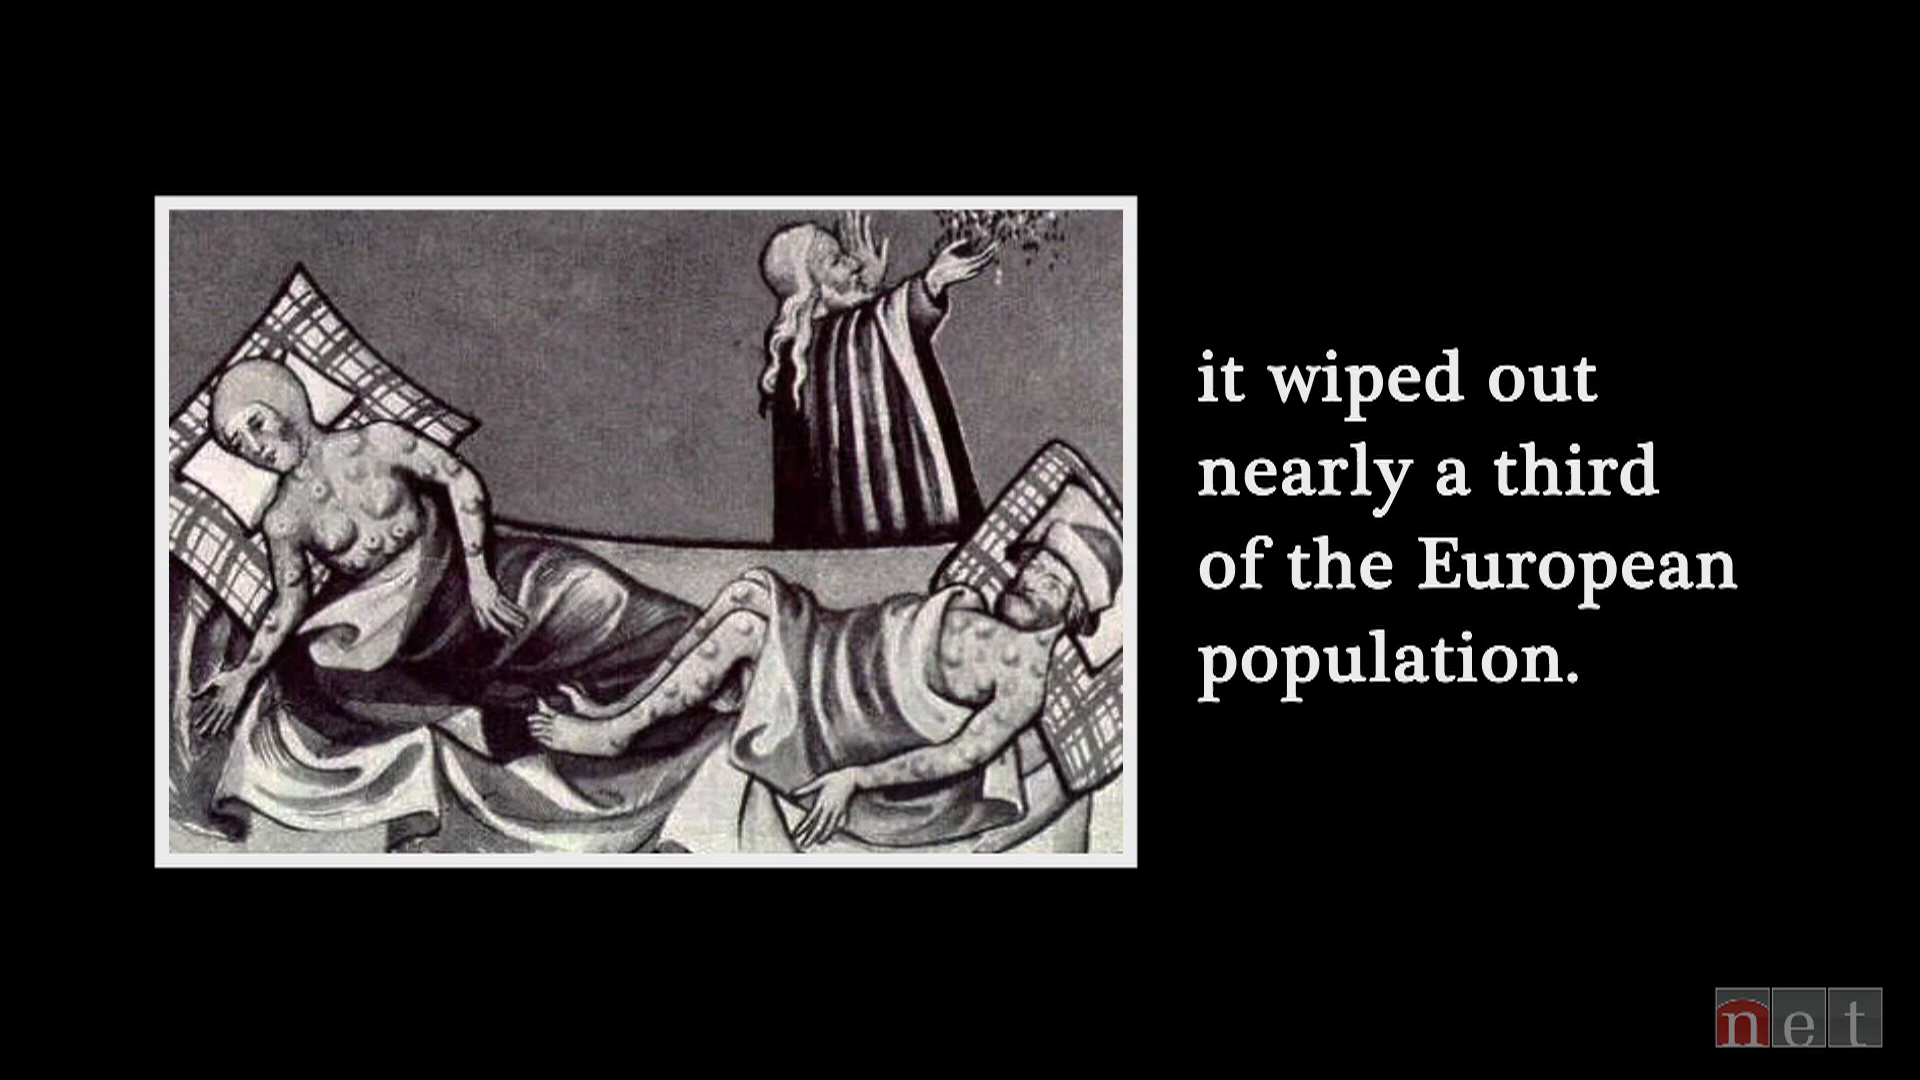 it wiped out
nearly a third
of the European
population.
net